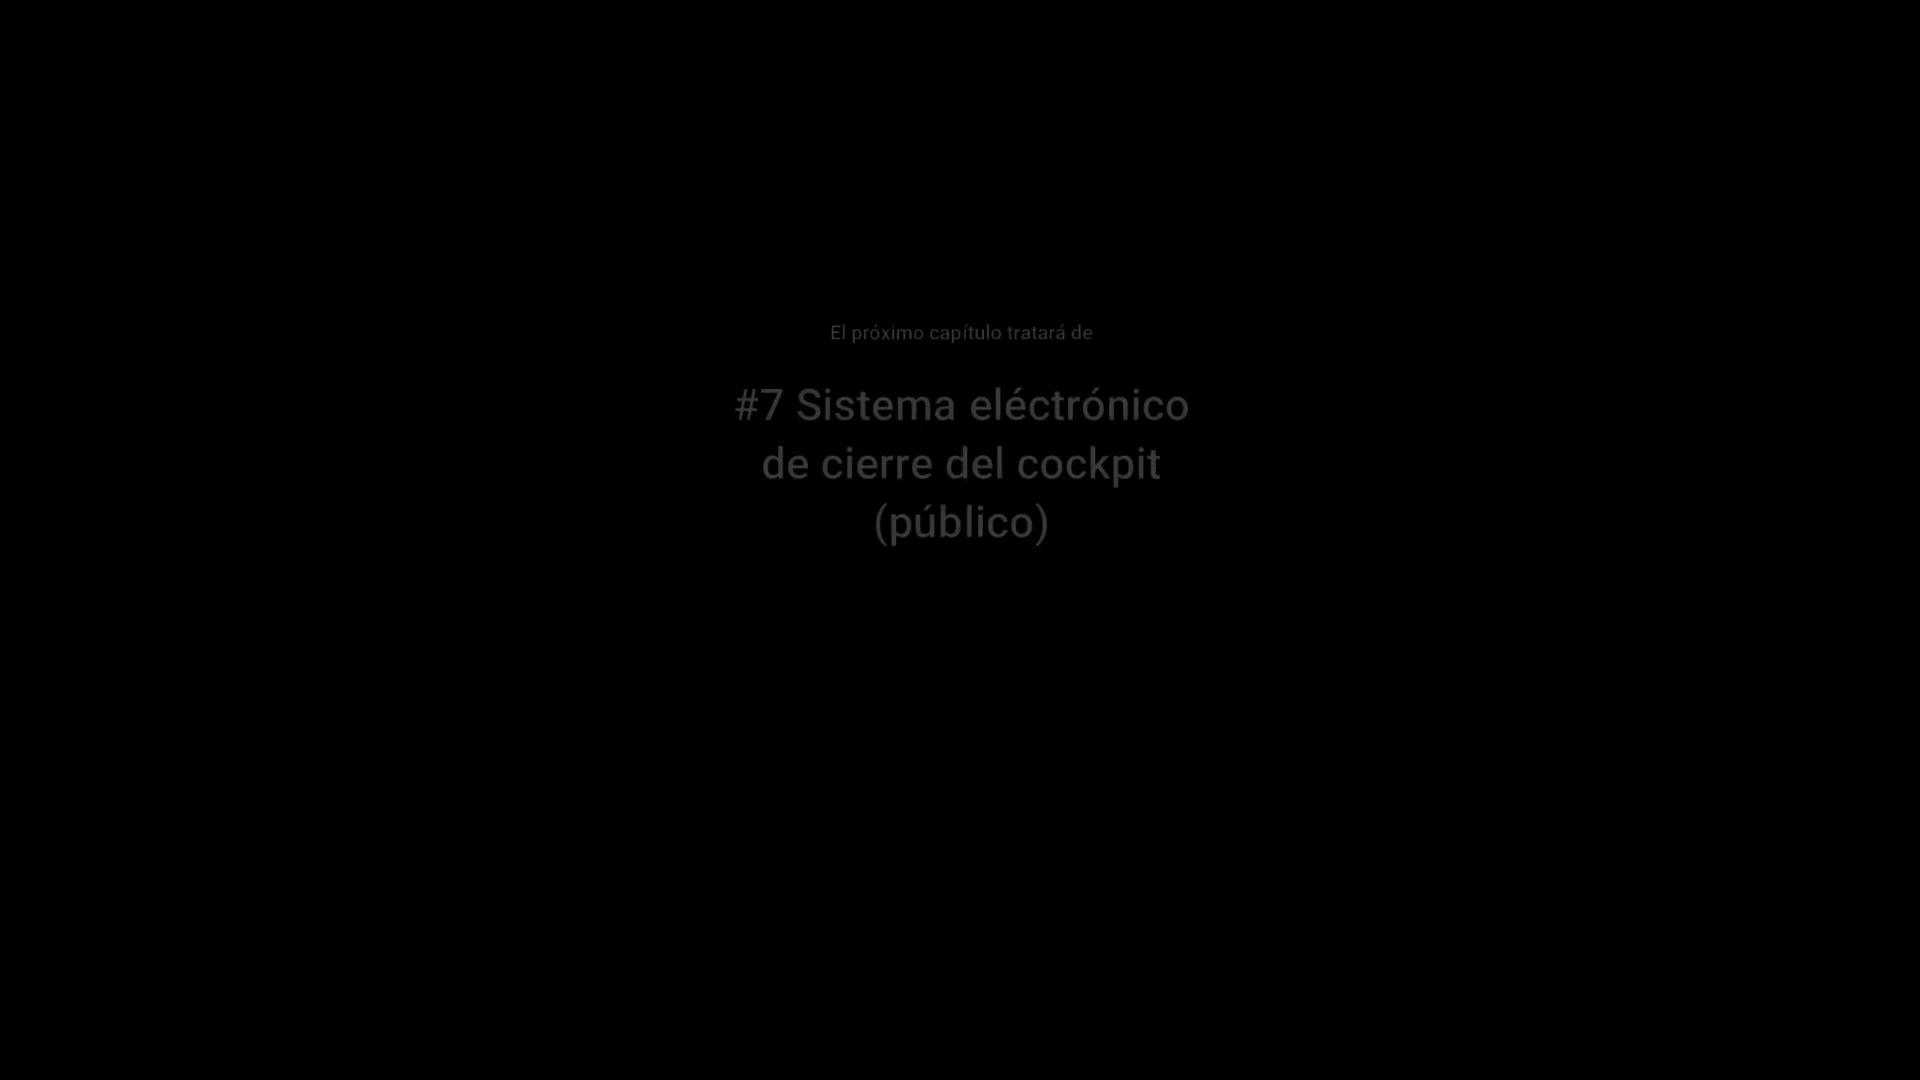 El próximo capítulo tratará de
#7 Sistema eléctrónico
de cierre del cockpit
(público)